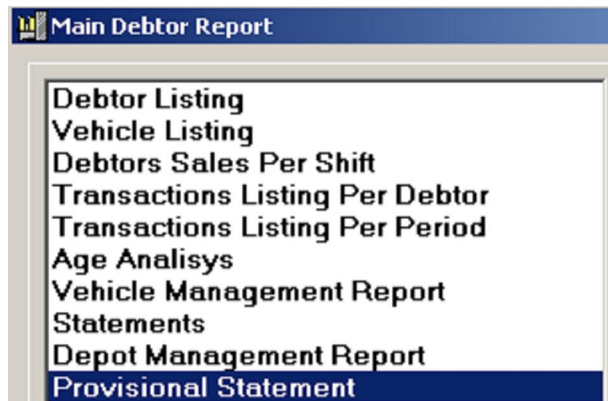 Main Debtor Report
Debtor Listing
Vehicle Listing
Debtors Sales Per Shift
Transactions Listing Per Debtor
Transactions Listing Per Period
Age Analisys
Vehicle Management Report
Statements
Depot Management Report
Provisional Statement